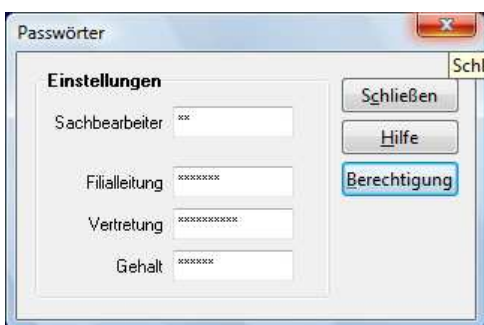 Passwörter
Schl
Einstellungen
Sachbearbeiter **
Filialleitung *******
Vertretung **********
Gehalt ******
Schließen
Hilfe
Berechtigung